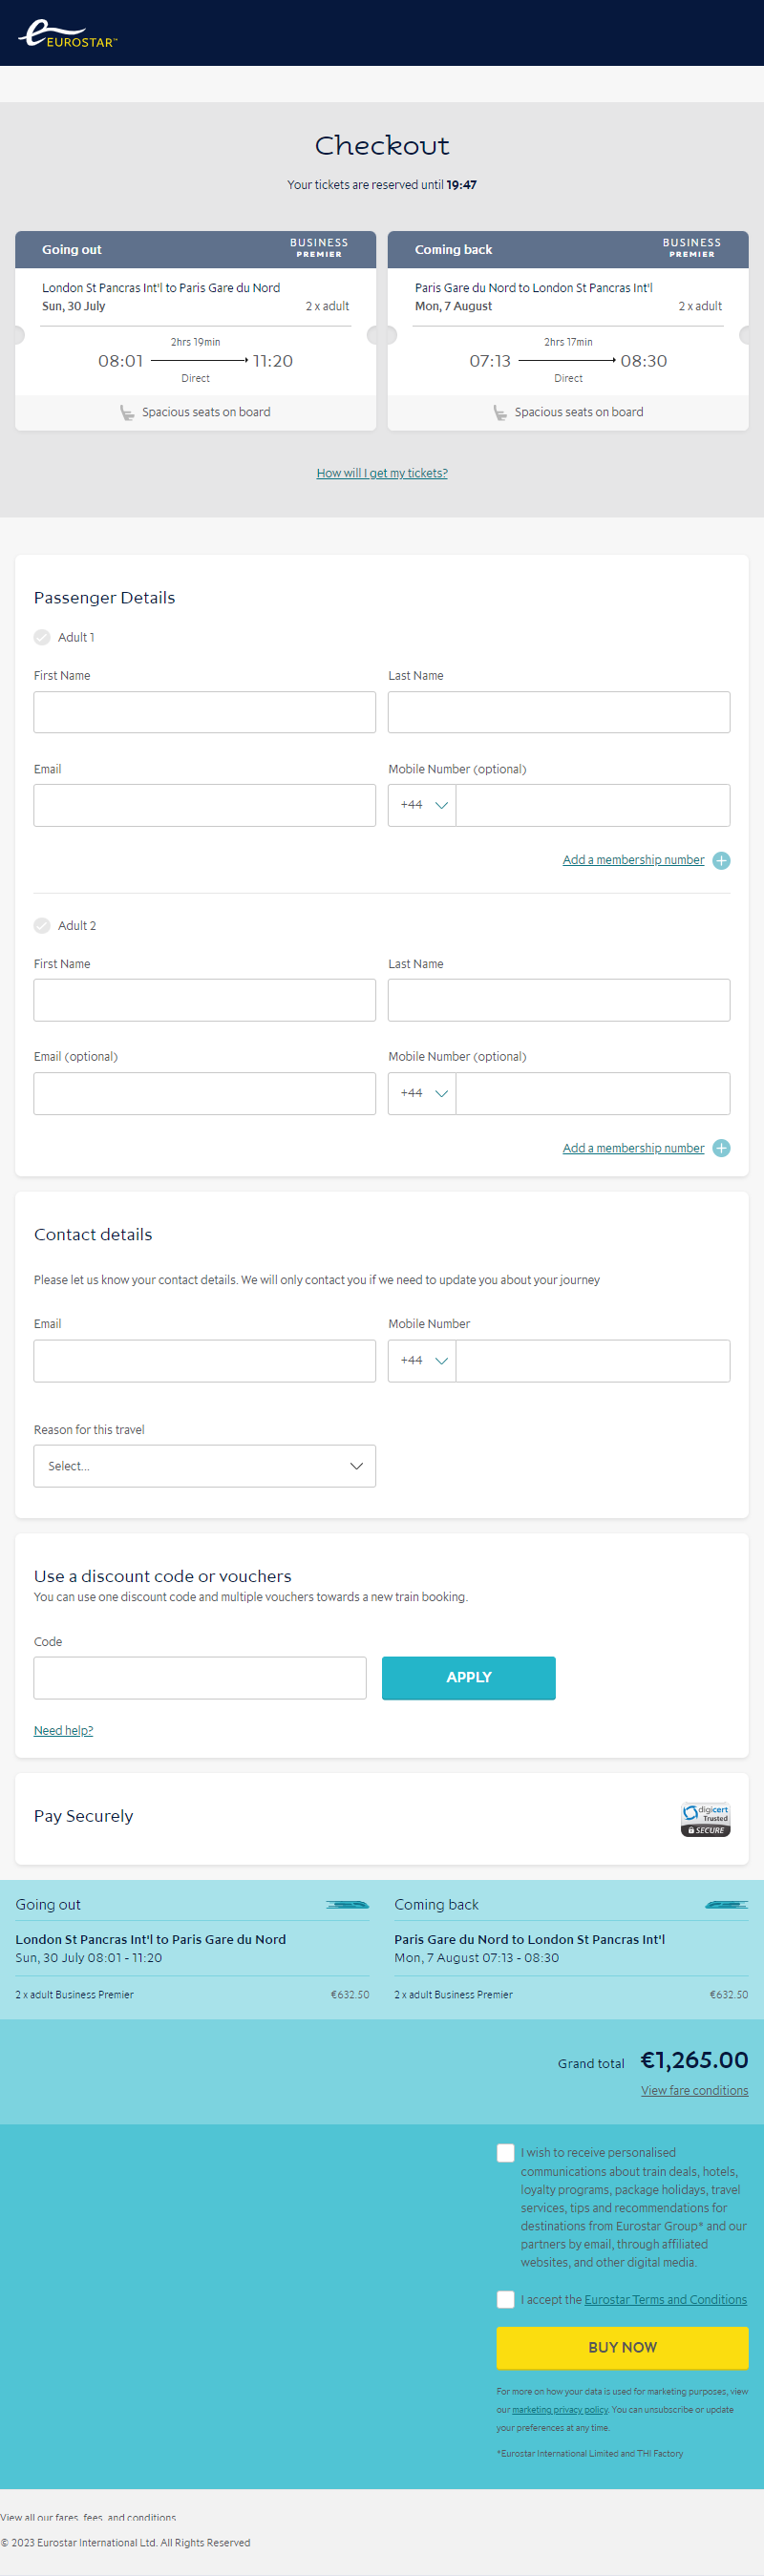 EUROSTAR™
Checkout
Your tickets are reserved until 19:47
Going out
BUSINESS
PREMIER
London St Pancras Int'l to Paris Gare du Nord
Sun, 30 July
2 x adult
2hrs 19min
08:01
11:20
Direct
Spacious seats on board
Coming back
BUSINESS
PREMIER
Paris Gare du Nord to London St Pancras Int'l
Mon, 7 August
2 x adult
2hrs 17min
07:13
08:30
Direct
Spacious seats on board
How will I get my tickets?
Passenger Details
Adult 1
First Name
Last Name
Email
Mobile Number (optional)
+44
Add a membership number
Adult 2
First Name
Last Name
Email (optional)
Mobile Number (optional)
+44
Add a membership number
Contact details
Please let us know your contact details. We will only contact you if we need to update you about your journey
Email
Mobile Number
+44
Reason for this travel
Select...
Use a discount code or vouchers
You can use one discount code and multiple vouchers towards a new train booking.
Code
APPLY
Need help?
Pay Securely
digicert
Trusted
SECURE
Going out
London St Pancras Int'l to Paris Gare du Nord
Sun, 30 July 08:01 - 11:20
2 x adult Business Premier
€632.50
Coming back
Paris Gare du Nord to London St Pancras Int'l
Mon, 7 August 07:13 - 08:30
2 x adult Business Premier
€632.50
Grand total €1,265.00
View fare conditions
I wish to receive personalised
communications about train deals, hotels,
loyalty programs, package holidays, travel
services, tips and recommendations for
destinations from Eurostar Group* and our
partners by email, through affiliated
websites, and other digital media.
I accept the Eurostar Terms and Conditions
BUY NOW
For more on how your data is used for marketing purposes, view
our marketing privacy policy. You can unsubscribe or update
your preferences at any time.
*Eurostar International Limited and THI Factory
View all our fares, fees, and conditions
© 2023 Eurostar International Ltd. All Rights Reserved